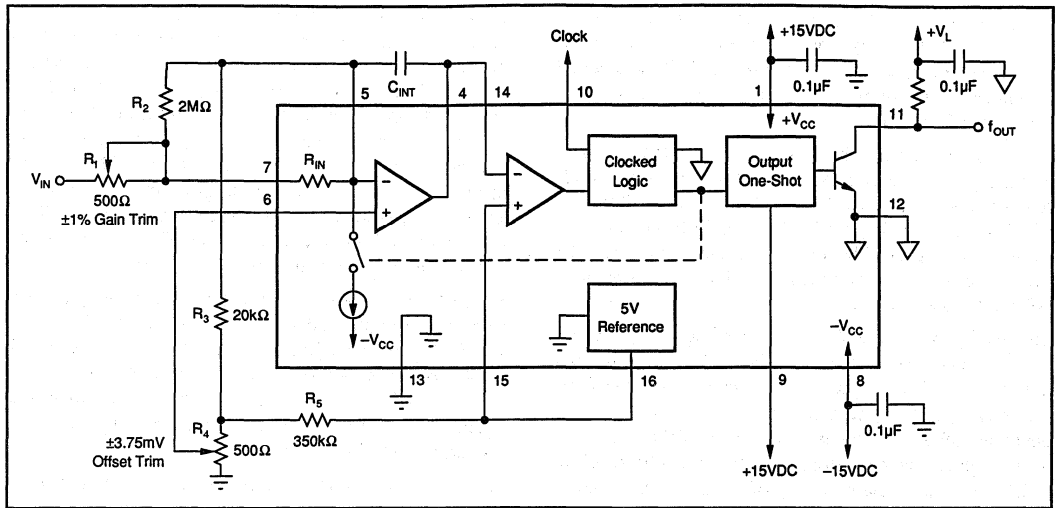 +15VDC
+V_L
Clock
0.1µF
0.1µF
R_2
2MΩ
5
C_INT
4
14
10
1
11
+V_CC
f_OUT
R_1
V_IN
500Ω
±1% Gain Trim
7
R_IN
6
–
+
–
+
Clocked
Logic
Output
One-Shot
12
R_3
20kΩ
–V_CC
5V
Reference
–V_CC
13
15
16
9
8
R_5
350kΩ
R_4
500Ω
±3.75mV
Offset Trim
0.1µF
+15VDC
–15VDC